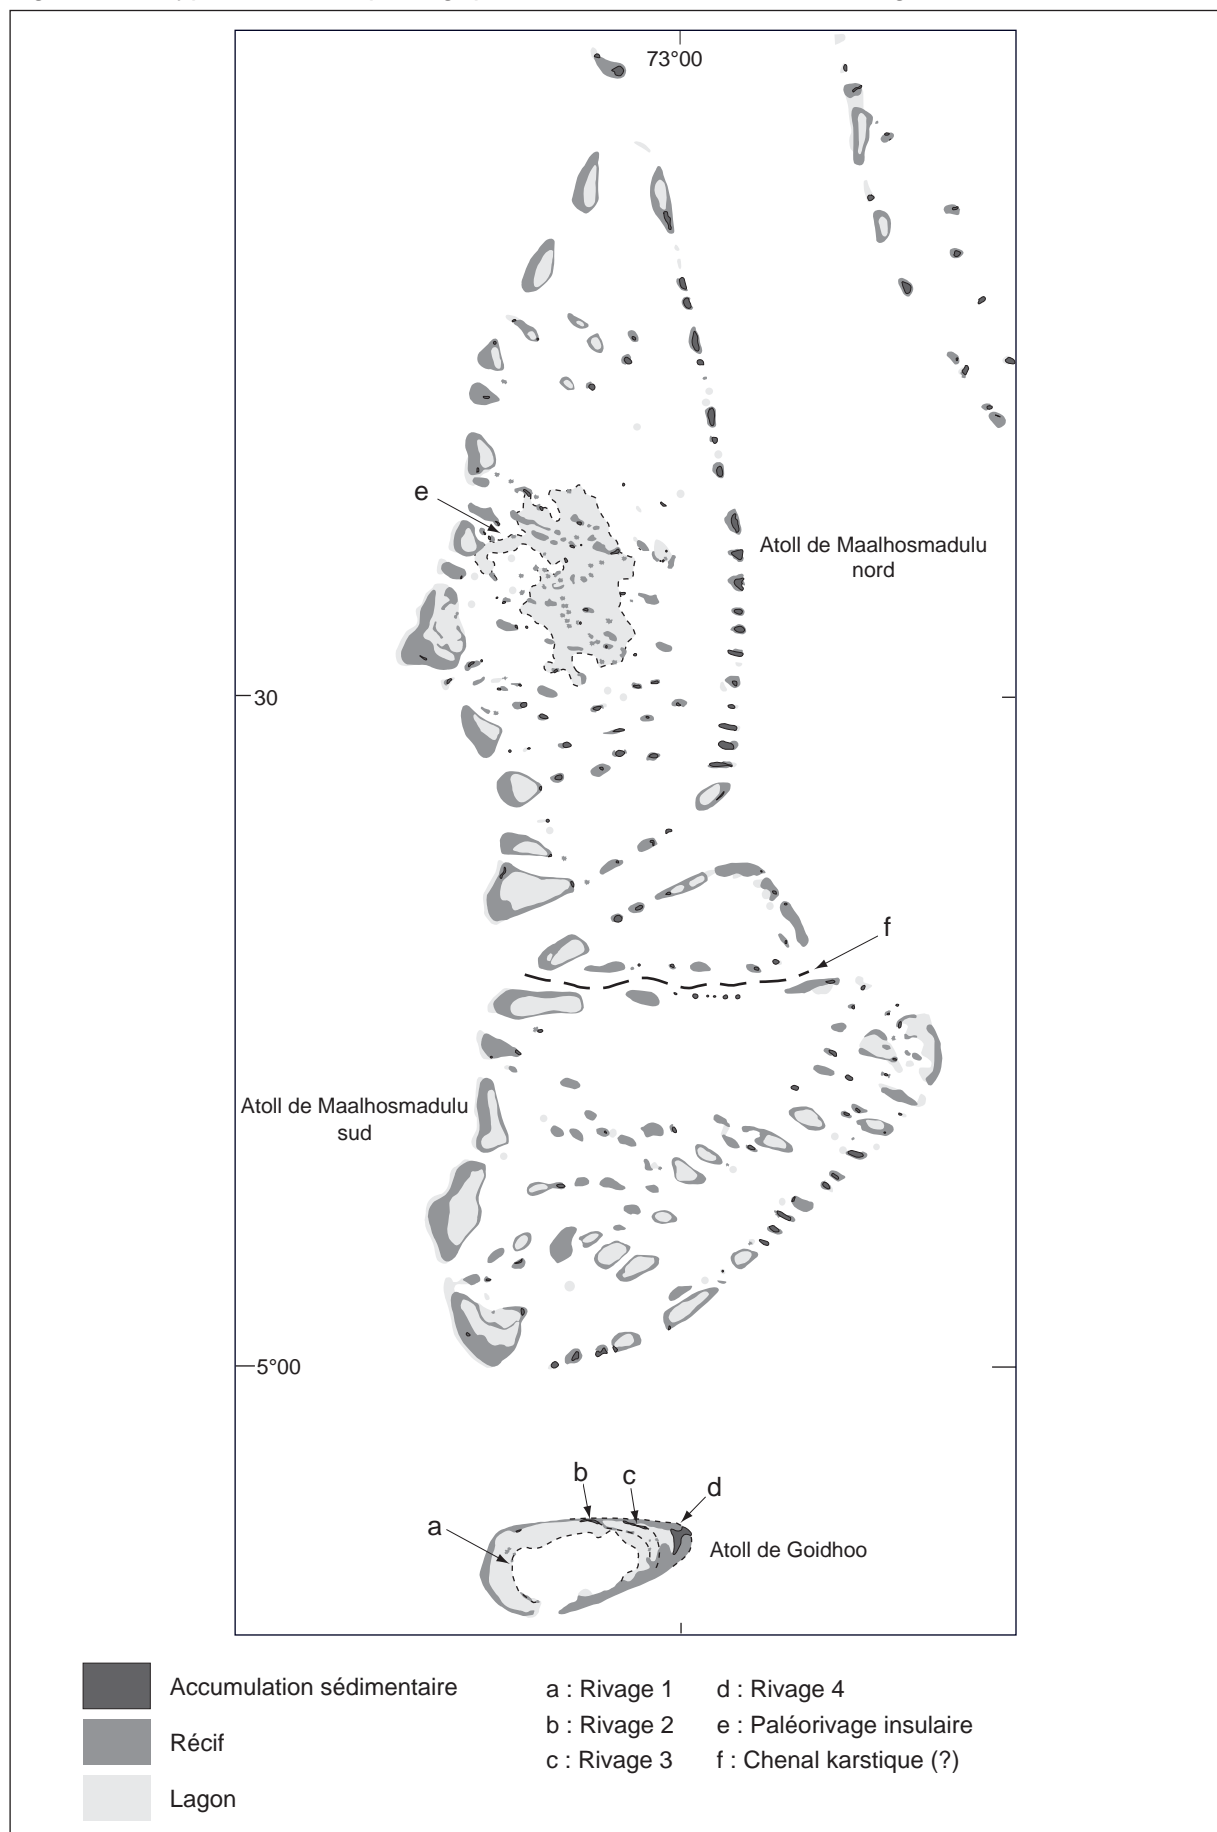 73°00
e
Atoll de Maalhosmadulu
nord
30
f
Atoll de Maalhosmadulu
sud
5°00
b
c
d
a
Atoll de Goidhoo
Accumulation sédimentaire
Récif
Lagon
a : Rivage 1
b : Rivage 2
c : Rivage 3
d : Rivage 4
e : Paléorivage insulaire
f : Chenal karstique (?)